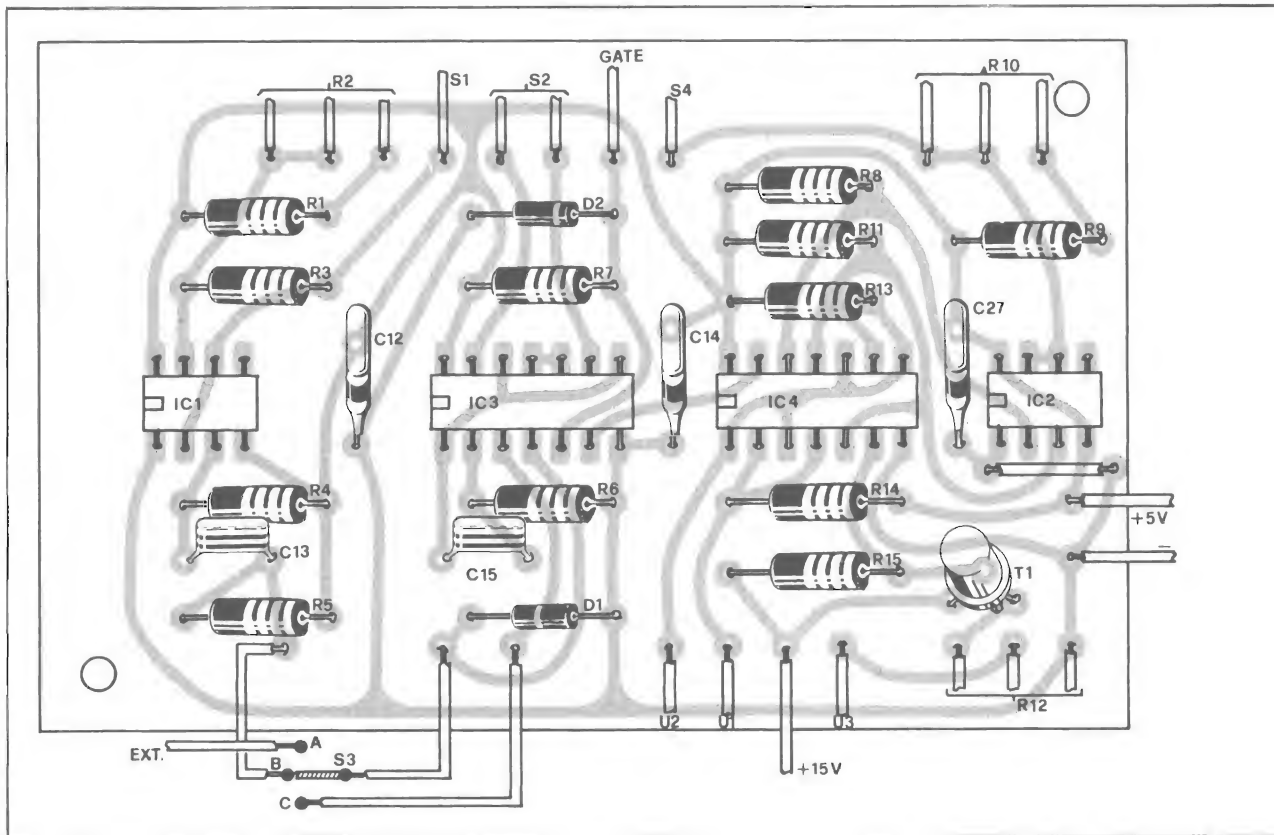 GATE
R2
S1
S2
S4
R10
R1
D2
R8
R11
R9
R3
R7
R13
C12
C14
C27
IC1
IC3
IC4
IC2
R4
R6
R14
+5V
–
C13
C15
R15
T1
R5
D1
U2
U1
U3
R12
EXT.
A
B
S3
+15V
C